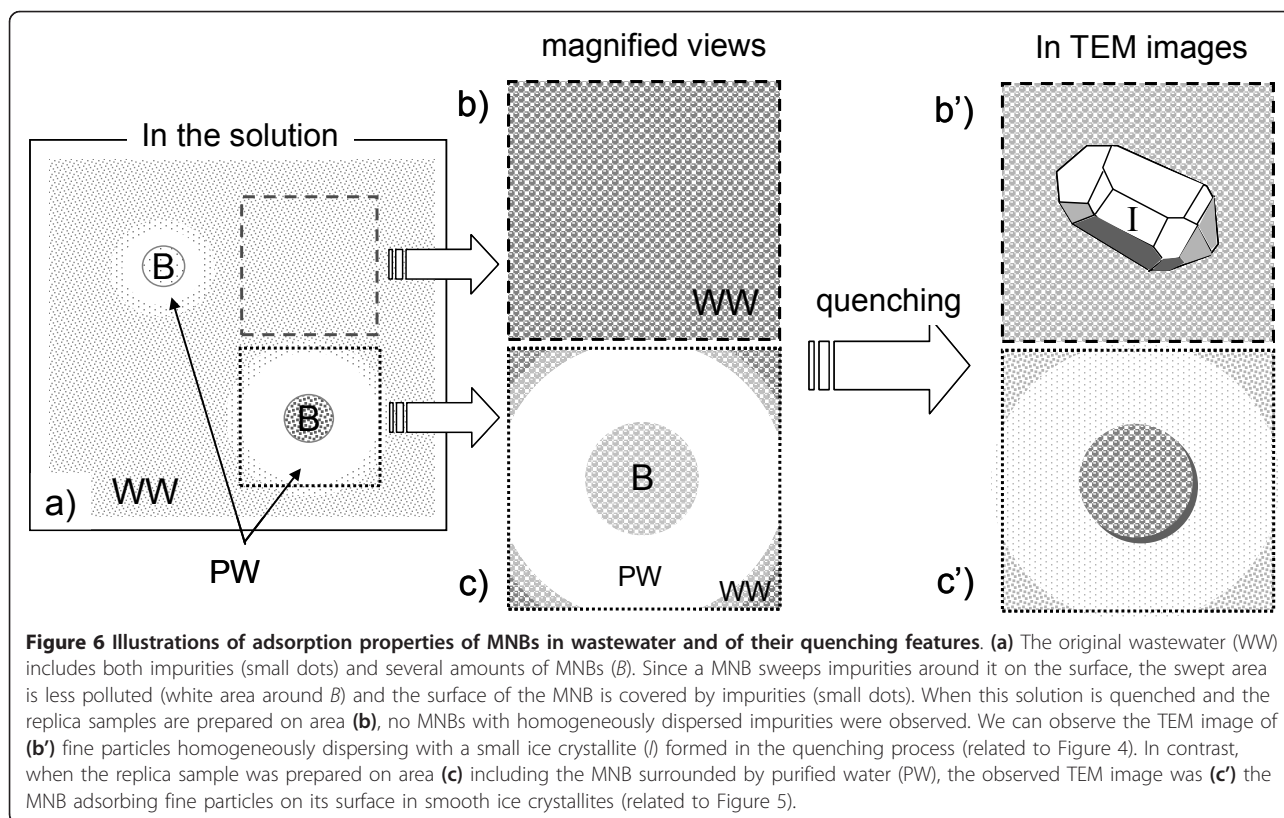 magnified views
In TEM images
b)
b’)
In the solution
B
I
WW
quenching
B
B
WW
a)
PW
c)
PW
WW
c’)
Figure 6 Illustrations of adsorption properties of MNBs in wastewater and of their quenching features. (a) The original wastewater (WW)
includes both impurities (small dots) and several amounts of MNBs (B). Since a MNB sweeps impurities around it on the surface, the swept area
is less polluted (white area around B) and the surface of the MNB is covered by impurities (small dots). When this solution is quenched and the
replica samples are prepared on area (b), no MNBs with homogeneously dispersed impurities were observed. We can observe the TEM image of
(b’) fine particles homogeneously dispersing with a small ice crystallite (I) formed in the quenching process (related to Figure 4). In contrast,
when the replica sample was prepared on area (c) including the MNB surrounded by purified water (PW), the observed TEM image was (c’) the
MNB adsorbing fine particles on its surface in smooth ice crystallites (related to Figure 5).